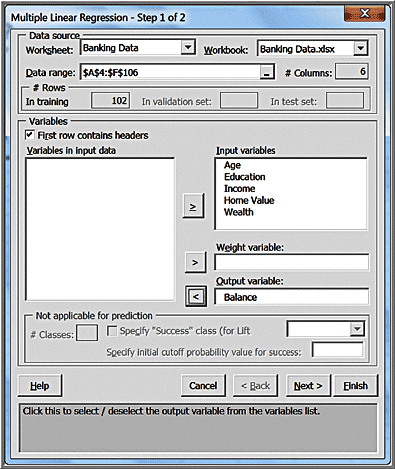 Multiple Linear Regression - Step 1 of 2
Data source
Worksheet: Banking Data Workbook: Banking Data.xlsx
Data range: $A$4:$F$106 # Columns: 6
# Rows
In training 102 In validation set: In test set:
Variables
First row contains headers
Variables in input data Input variables
Age
Education
Income
Home Value
Wealth
>
Weight variable:
>
Output variable:
< Balance
Not applicable for prediction
# Classes: Specify "Success" class (for Lift
Specify initial cutoff probability value for success:
Help Cancel < Back Next > Finish
Click this to select / deselect the output variable from the variables list.